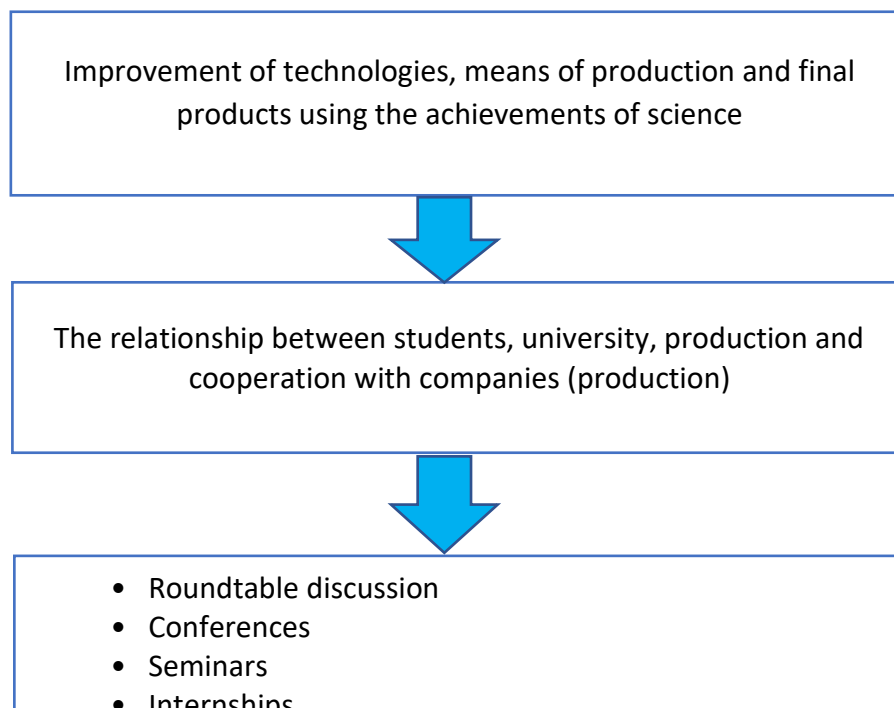 Improvement of technologies, means of production and final
products using the achievements of science
The relationship between students, university, production and
cooperation with companies (production)
• Roundtable discussion
• Conferences
• Seminars
• Internships